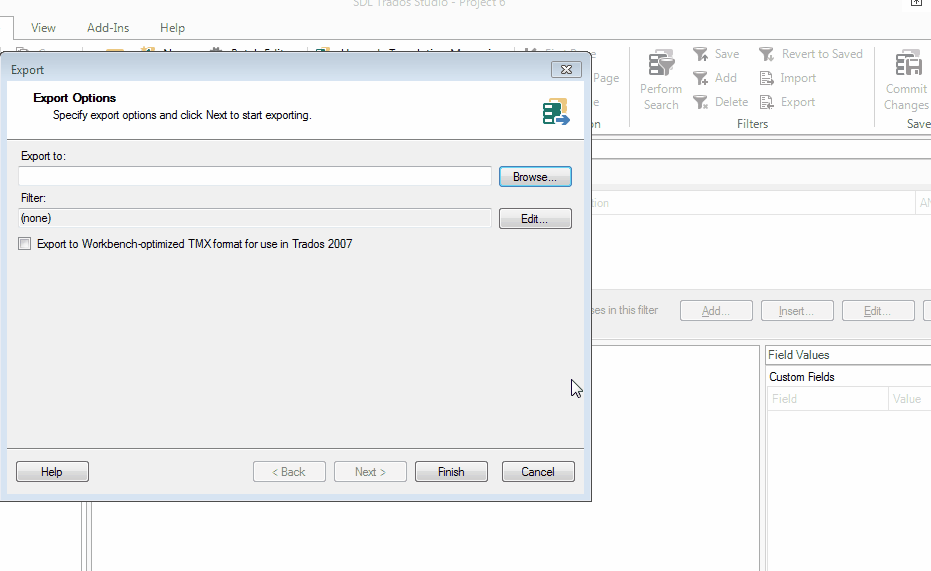 SDL Trados Studio - Project 6
View Add-Ins Help
Export
Export Options
Specify export options and click Next to start exporting.
Export to:
Browse...
Filter:
(none)
Edit...
Export to Workbench-optimized TMX format for use in Trados 2007
Help
< Back
Next >
Finish
Cancel
Page
Perform
Search
Save
Add
Delete
Revert to Saved
Import
Export
Filters
Commit
Changes
Save
in this filter
Add...
Insert...
Edit...
Field Values
Custom Fields
Field Value